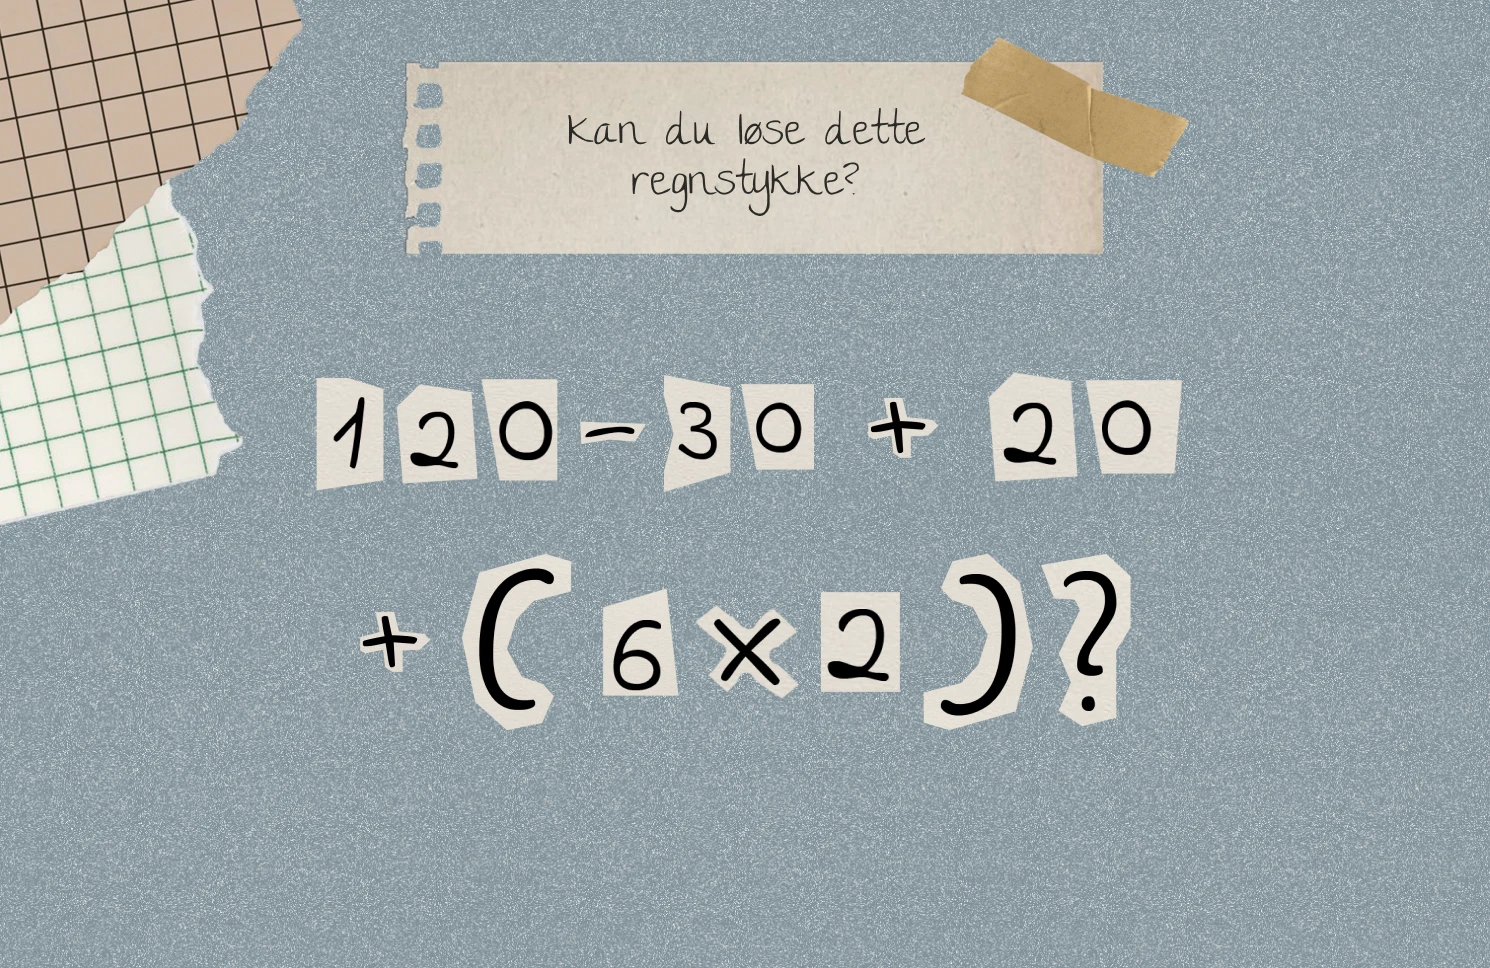 Kan du løse dette
regnstykke?
120 - 30 + 20
+ (6 × 2)?